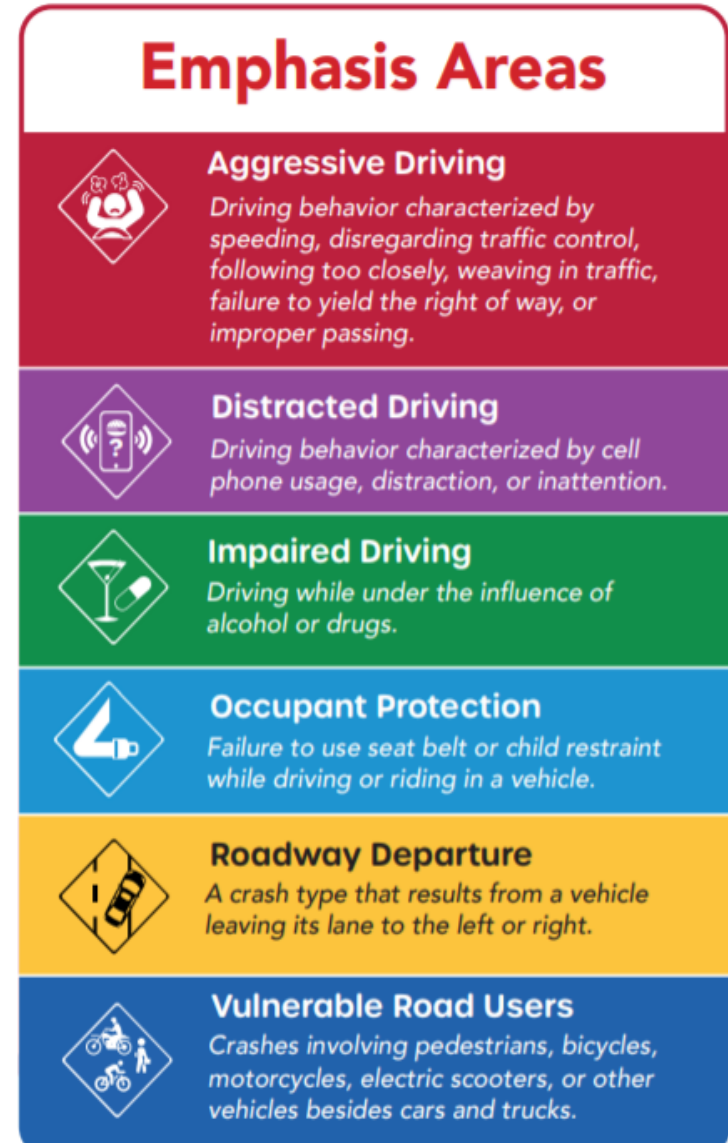 Emphasis Areas
Aggressive Driving
Driving behavior characterized by
speeding, disregarding traffic control,
following too closely, weaving in traffic,
failure to yield the right of way, or
improper passing.
?
Distracted Driving
Driving behavior characterized by cell
phone usage, distraction, or inattention.
Impaired Driving
Driving while under the influence of
alcohol or drugs.
Occupant Protection
Failure to use seat belt or child restraint
while driving or riding in a vehicle.
Roadway Departure
A crash type that results from a vehicle
leaving its lane to the left or right.
Vulnerable Road Users
Crashes involving pedestrians, bicycles,
motorcycles, electric scooters, or other
vehicles besides cars and trucks.